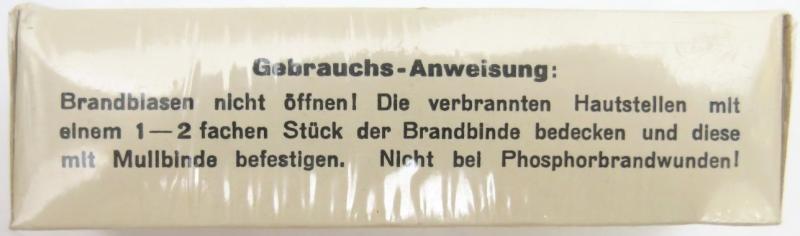 Gebrauchs-Anweisung:
Brandblasen nicht öffnen! Die verbrannten Hautstellen mit
einem 1—2 fachen Stück der Brandbinde bedecken und diese
mit Mullbinde befestigen. Nicht bei Phosphorbrandwunden!